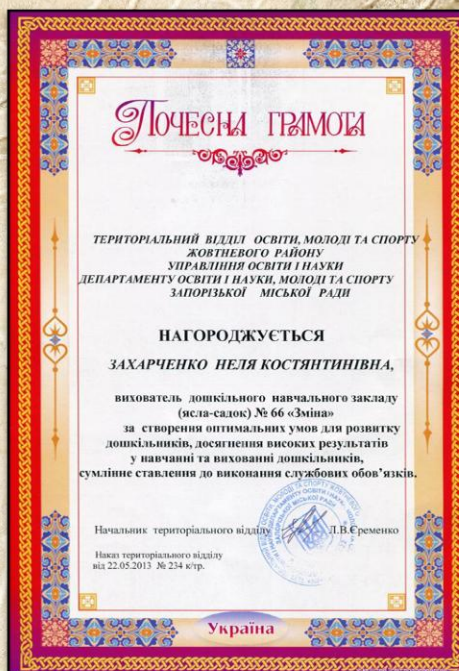 ПОЧЕСНА ГРАМОТА
ТЕРИТОРІАЛЬНИЙ ВІДДІЛ ОСВІТИ, МОЛОДІ ТА СПОРТУ
ЖОВТНЕВОГО РАЙОНУ
УПРАВЛІННЯ ОСВІТИ І НАУКИ
ДЕПАРТАМЕНТУ ОСВІТИ І НАУКИ, МОЛОДІ ТА СПОРТУ
ЗАПОРІЗЬКОЇ МІСЬКОЇ РАДИ
НАГОРОДЖУЄТЬСЯ
ЗАХАРЧЕНКО НЕЛЯ КОСТЯНТИНІВНА,
вихователь дошкільного навчального закладу
(ясла-садок) № 66 «Зміна»
за створення оптимальних умов для розвитку
дошкільників, досягнення високих результатів
у навчанні та вихованні дошкільників,
сумлінне ставлення до виконання службових обов’язків.
Начальник територіального відділу Л.В.Єременко
Наказ територіального відділу
від 22.05.2013 № 234 к/тр.
Україна